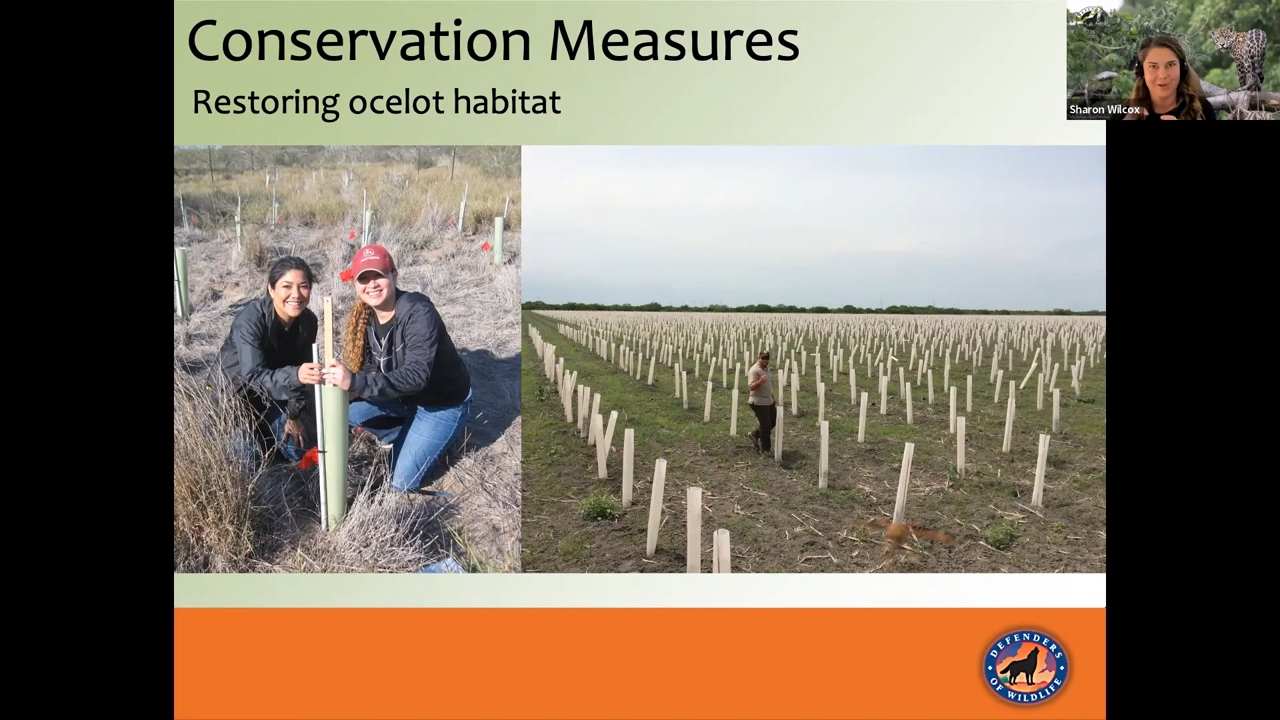 Conservation Measures
Restoring ocelot habitat
Sharon Wilcox
DEFENDERS
OF WILDLIFE